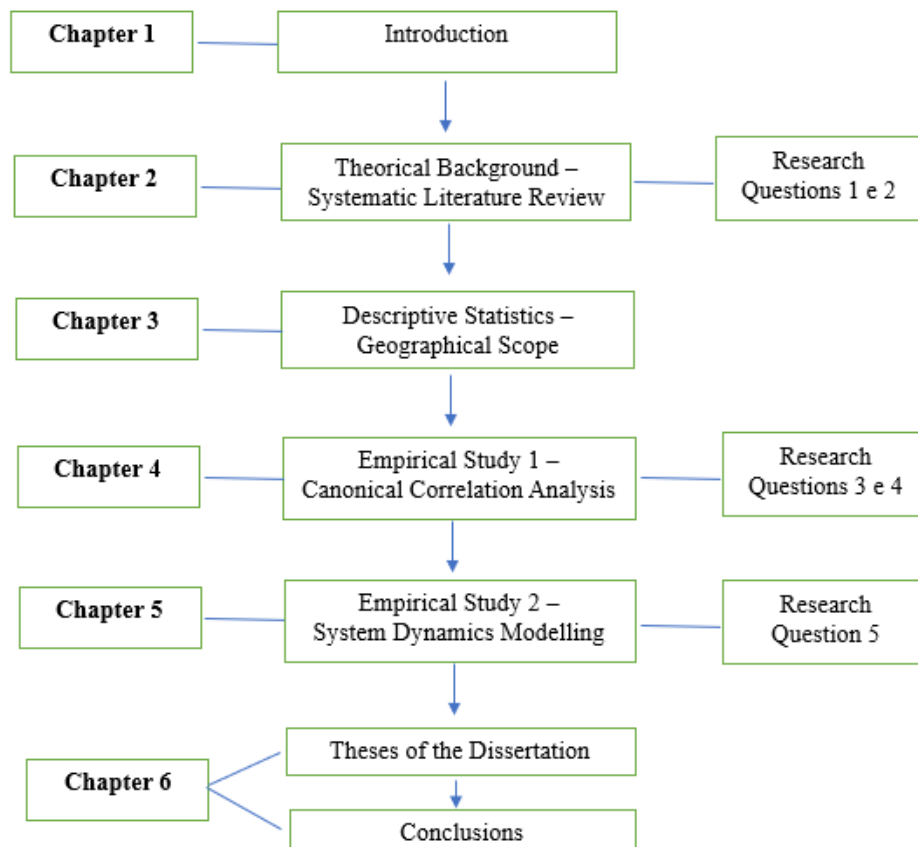 Chapter 1
Introduction
Chapter 2
Theorical Background –
Systematic Literature Review
Research
Questions 1 e 2
Chapter 3
Descriptive Statistics –
Geographical Scope
Chapter 4
Empirical Study 1 –
Canonical Correlation Analysis
Research
Questions 3 e 4
Chapter 5
Empirical Study 2 –
System Dynamics Modelling
Research
Question 5
Chapter 6
Theses of the Dissertation
Conclusions